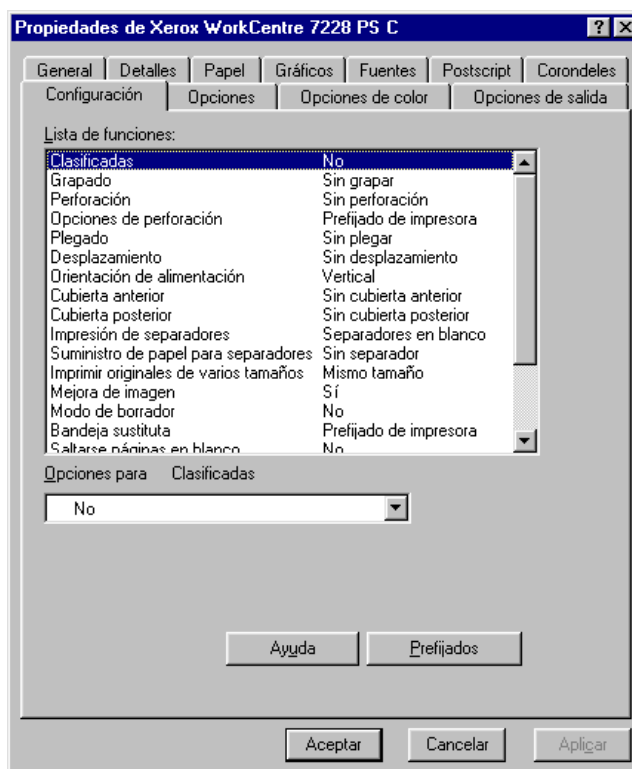 Propiedades de Xerox WorkCentre 7228 PS C
General Detalles Papel Gráficos Fuentes Postscript Corondeles
Configuración Opciones Opciones de color Opciones de salida
Lista de funciones:
Clasificadas No
Grapado Sin grapar
Perforación Sin perforación
Opciones de perforación Prefijado de impresora
Plegado Sin plegar
Desplazamiento Sin desplazamiento
Orientación de alimentación Vertical
Cubierta anterior Sin cubierta anterior
Cubierta posterior Sin cubierta posterior
Impresión de separadores Separadores en blanco
Suministro de papel para separadores Sin separador
Imprimir originales de varios tamaños Mismo tamaño
Mejora de imagen Sí
Modo de borrador No
Bandeja sustituta Prefijado de impresora
Saltarse páginas en blanco No
Opciones para Clasificadas
No
Ayuda Prefijados
Aceptar Cancelar Aplicar